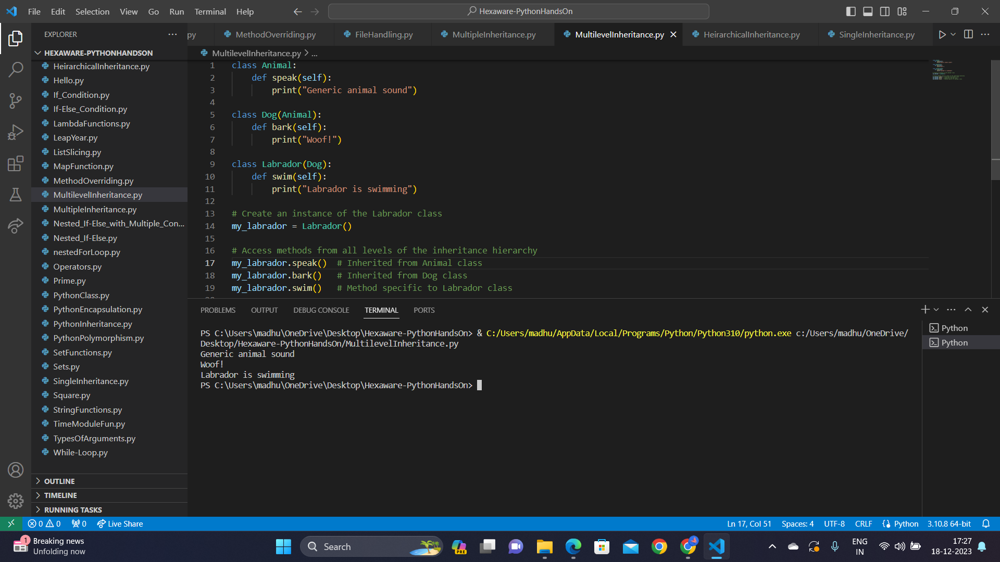 File Edit Selection View Go Run Terminal Help
Hexaware-PythonHandsOn
EXPLORER
py
MethodOverriding.py
FileHandling.py
MultipleInheritance.py
MultilevelInheritance.py
HeirarchicalInheritance.py
SingleInheritance.py
HEXAWARE-PYTHONHANDSON
HeirarchicalInheritance.py
Hello.py
If_Condition.py
If-Else_Condition.py
LambdaFunctions.py
LeapYear.py
ListSlicing.py
MapFunction.py
MethodOverriding.py
MultilevelInheritance.py
MultipleInheritance.py
Nested_If-Else_with_Multiple_Con...
Nested_If-Else.py
nestedForLoop.py
Operators.py
Prime.py
PythonClass.py
PythonEncapsulation.py
PythonInheritance.py
PythonPolymorphism.py
SetFunctions.py
Sets.py
SingleInheritance.py
Square.py
StringFunctions.py
TimeModuleFun.py
TypesOfArguments.py
While-Loop.py
OUTLINE
TIMELINE
RUNNING TASKS
MultilevelInheritance.py > ...
1 class Animal:
2     def speak(self):
3         print("Generic animal sound")
4
5 class Dog(Animal):
6     def bark(self):
7         print("Woof!")
8
9 class Labrador(Dog):
10     def swim(self):
11         print("Labrador is swimming")
12
13 # Create an instance of the Labrador class
14 my_labrador = Labrador()
15
16 # Access methods from all levels of the inheritance hierarchy
17 my_labrador.speak()  # Inherited from Animal class
18 my_labrador.bark()   # Inherited from Dog class
19 my_labrador.swim()   # Method specific to Labrador class
PROBLEMS OUTPUT DEBUG CONSOLE TERMINAL PORTS
PS C:\Users\madhu\OneDrive\Desktop\Hexaware-PythonHandsOn> & C:/Users/madhu/AppData/Local/Programs/Python/Python310/python.exe c:/Users/madhu/OneDrive/
Desktop/Hexaware-PythonHandsOn/MultilevelInheritance.py
Generic animal sound
Woof!
Labrador is swimming
PS C:\Users\madhu\OneDrive\Desktop\Hexaware-PythonHandsOn>
Python
Python
0 0 0 Live Share
Ln 17, Col 51 Spaces: 4 UTF-8 CRLF Python 3.10.8 64-bit
1
Breaking news
Unfolding now
Search
PRE
ENG
IN
17:27
18-12-2023